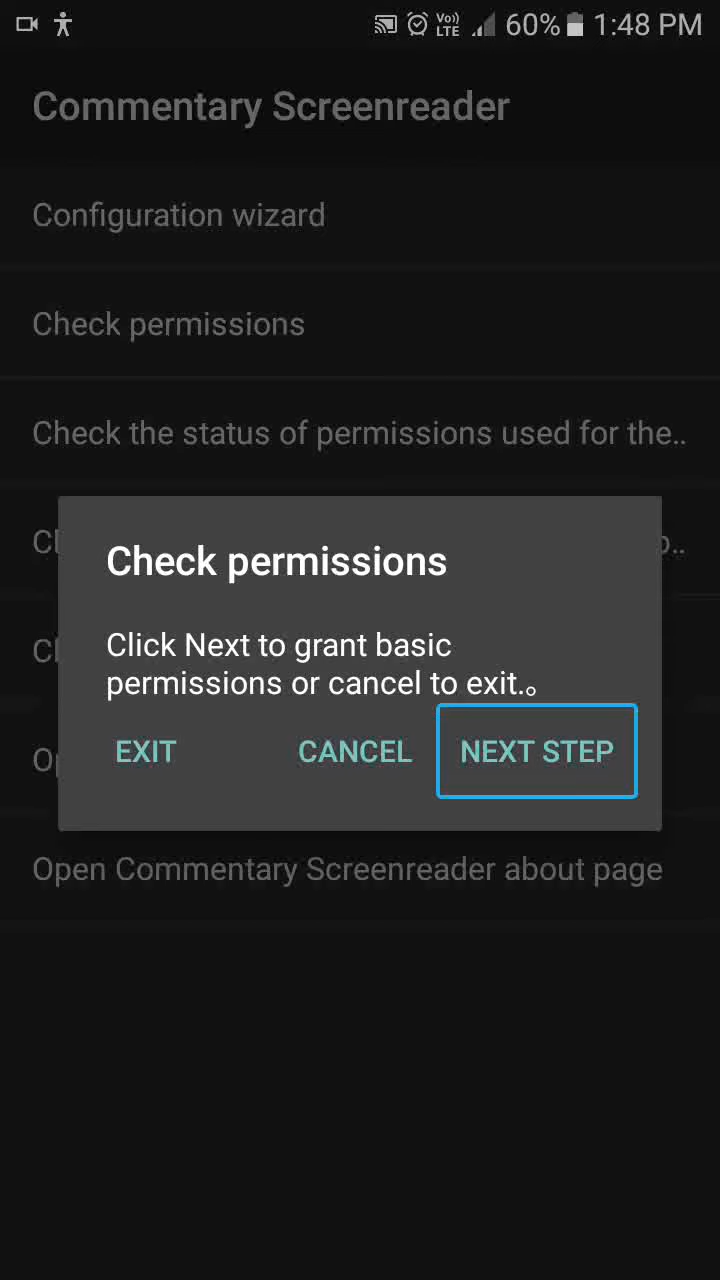 Vo)) LTE 60% 1:48 PM
Commentary Screenreader
Configuration wizard
Check permissions
Check the status of permissions used for the..
Check permissions
Click Next to grant basic
permissions or cancel to exit.。
EXIT CANCEL NEXT STEP
Open Commentary Screenreader about page